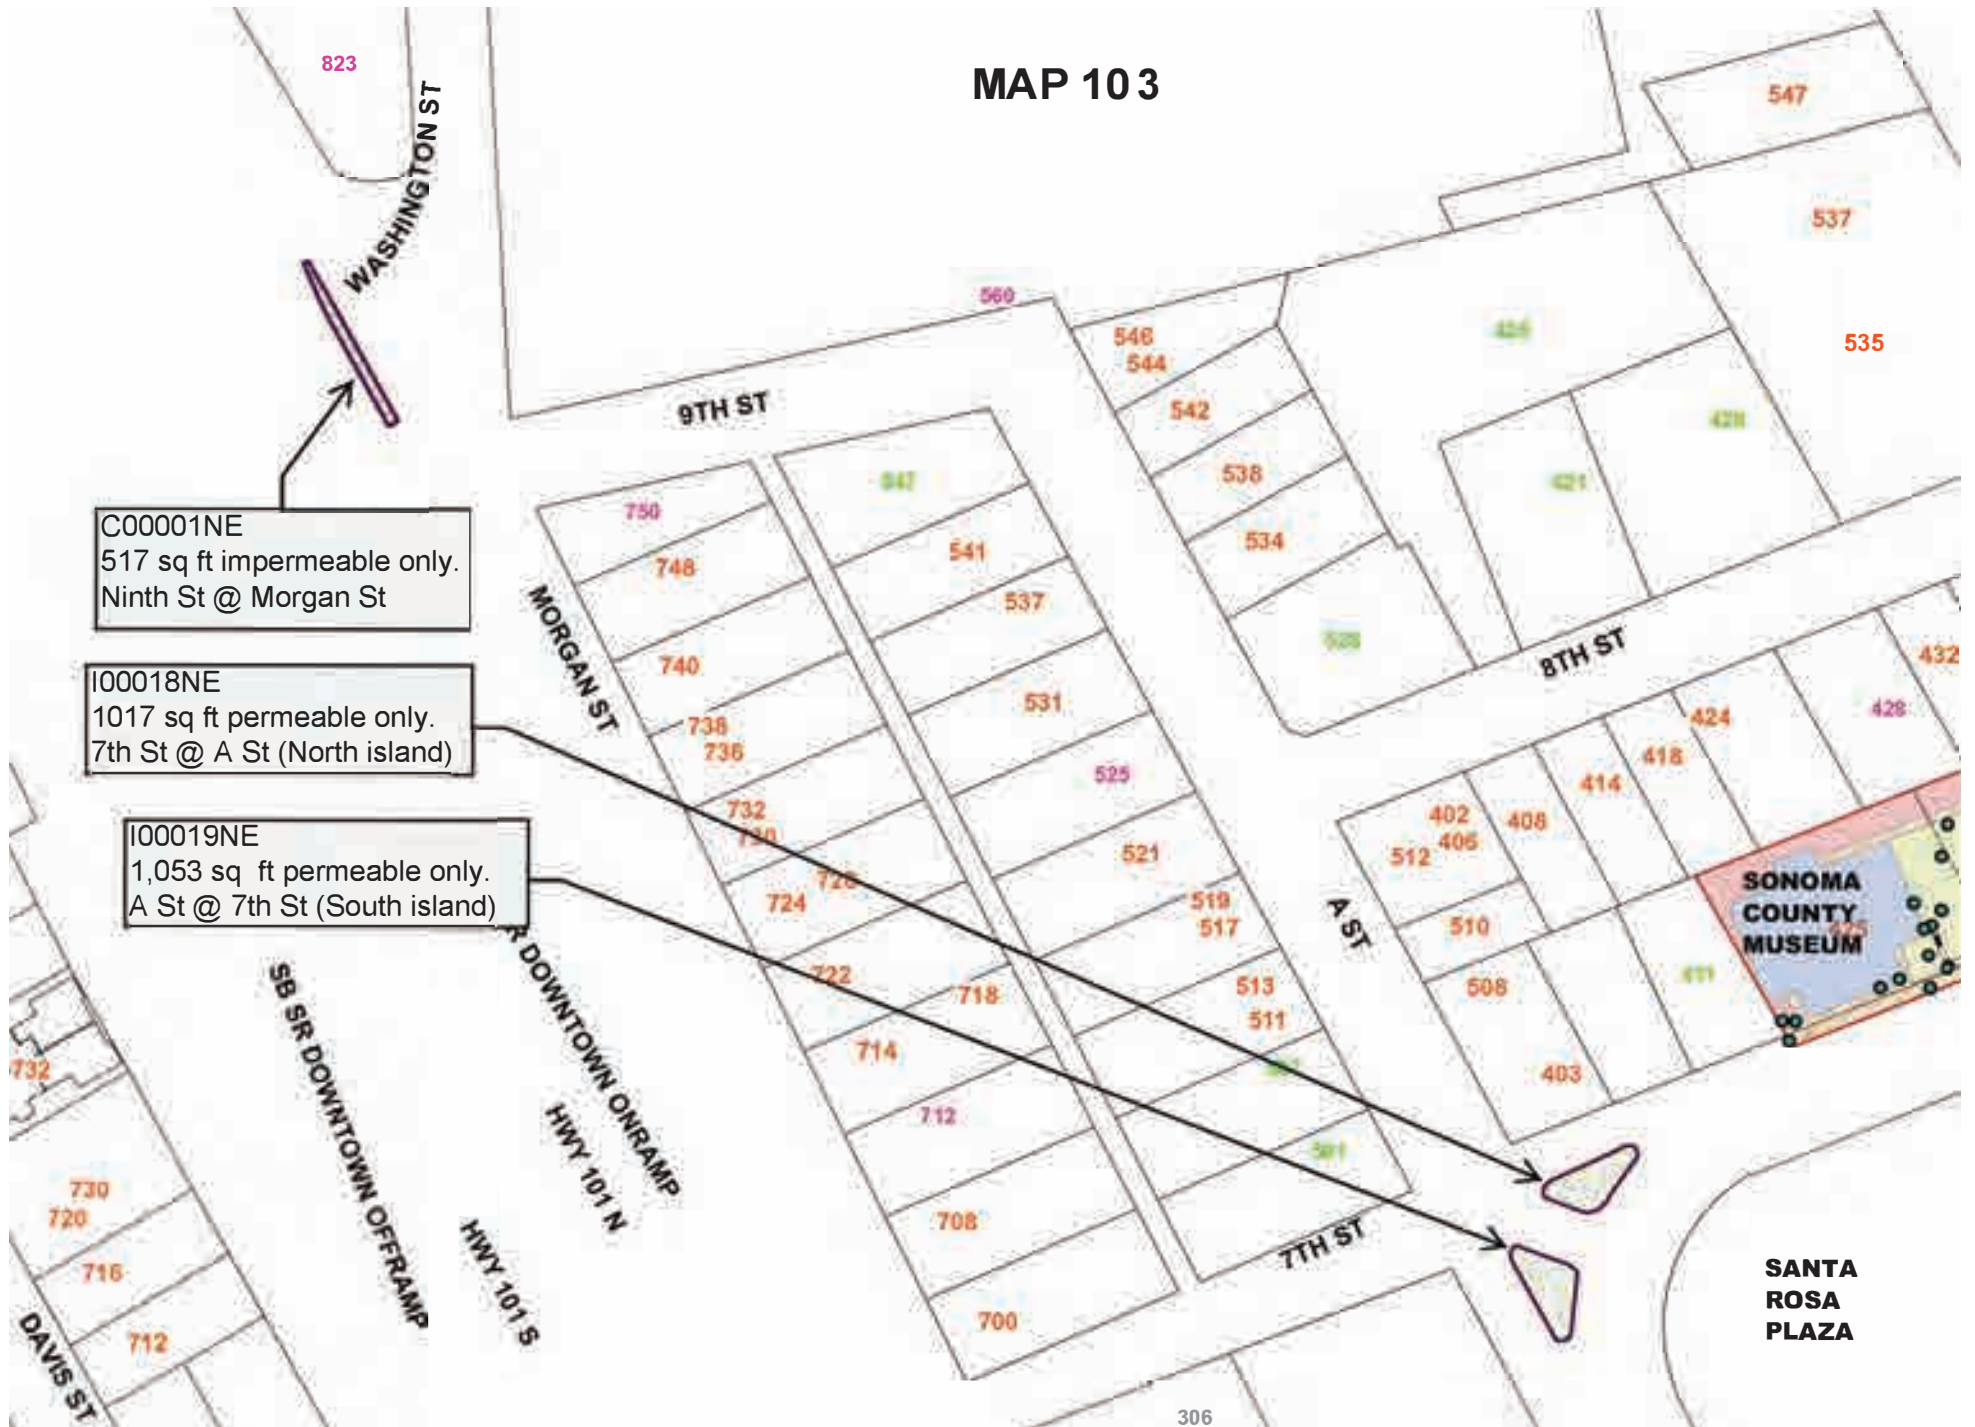 MAP 103
823
WASHINGTON ST
547
537
535
560
546
544
542
538
534
9TH ST
421
750
748
541
537
740
738
736
531
525
MORGAN ST
C00001NE
517 sq ft impermeable only.
Ninth St @ Morgan St
I00018NE
1017 sq ft permeable only.
7th St @ A St (North island)
I00019NE
1,053 sq ft permeable only.
A St @ 7th St (South island)
8TH ST
432
428
424
418
414
408
402
406
512
510
508
403
411
732
724
521
519
517
513
511
722
718
714
712
708
700
501
A ST
SONOMA
COUNTY
MUSEUM
SB SR DOWNTOWN OFFRAMP
R DOWNTOWN ONRAMP
HWY 101 N
HWY 101 S
7TH ST
732
730
720
716
712
DAVIS ST
SANTA
ROSA
PLAZA
306